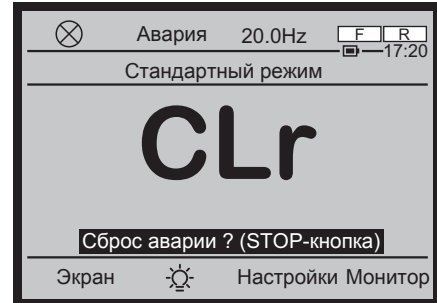 Авария 20.0Hz F R
17:20
Стандартный режим
CLr
Сброс аварии ? (STOP-кнопка)
Экран Настройки Монитор